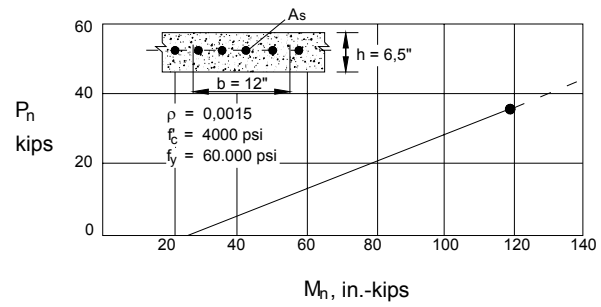 60
As
h = 6,5"
b = 12"
Pn
kips
40
ρ = 0,0015
f'c = 4000 psi
fy = 60.000 psi
20
0
20 40 60 80 100 120 140
Mn, in.-kips